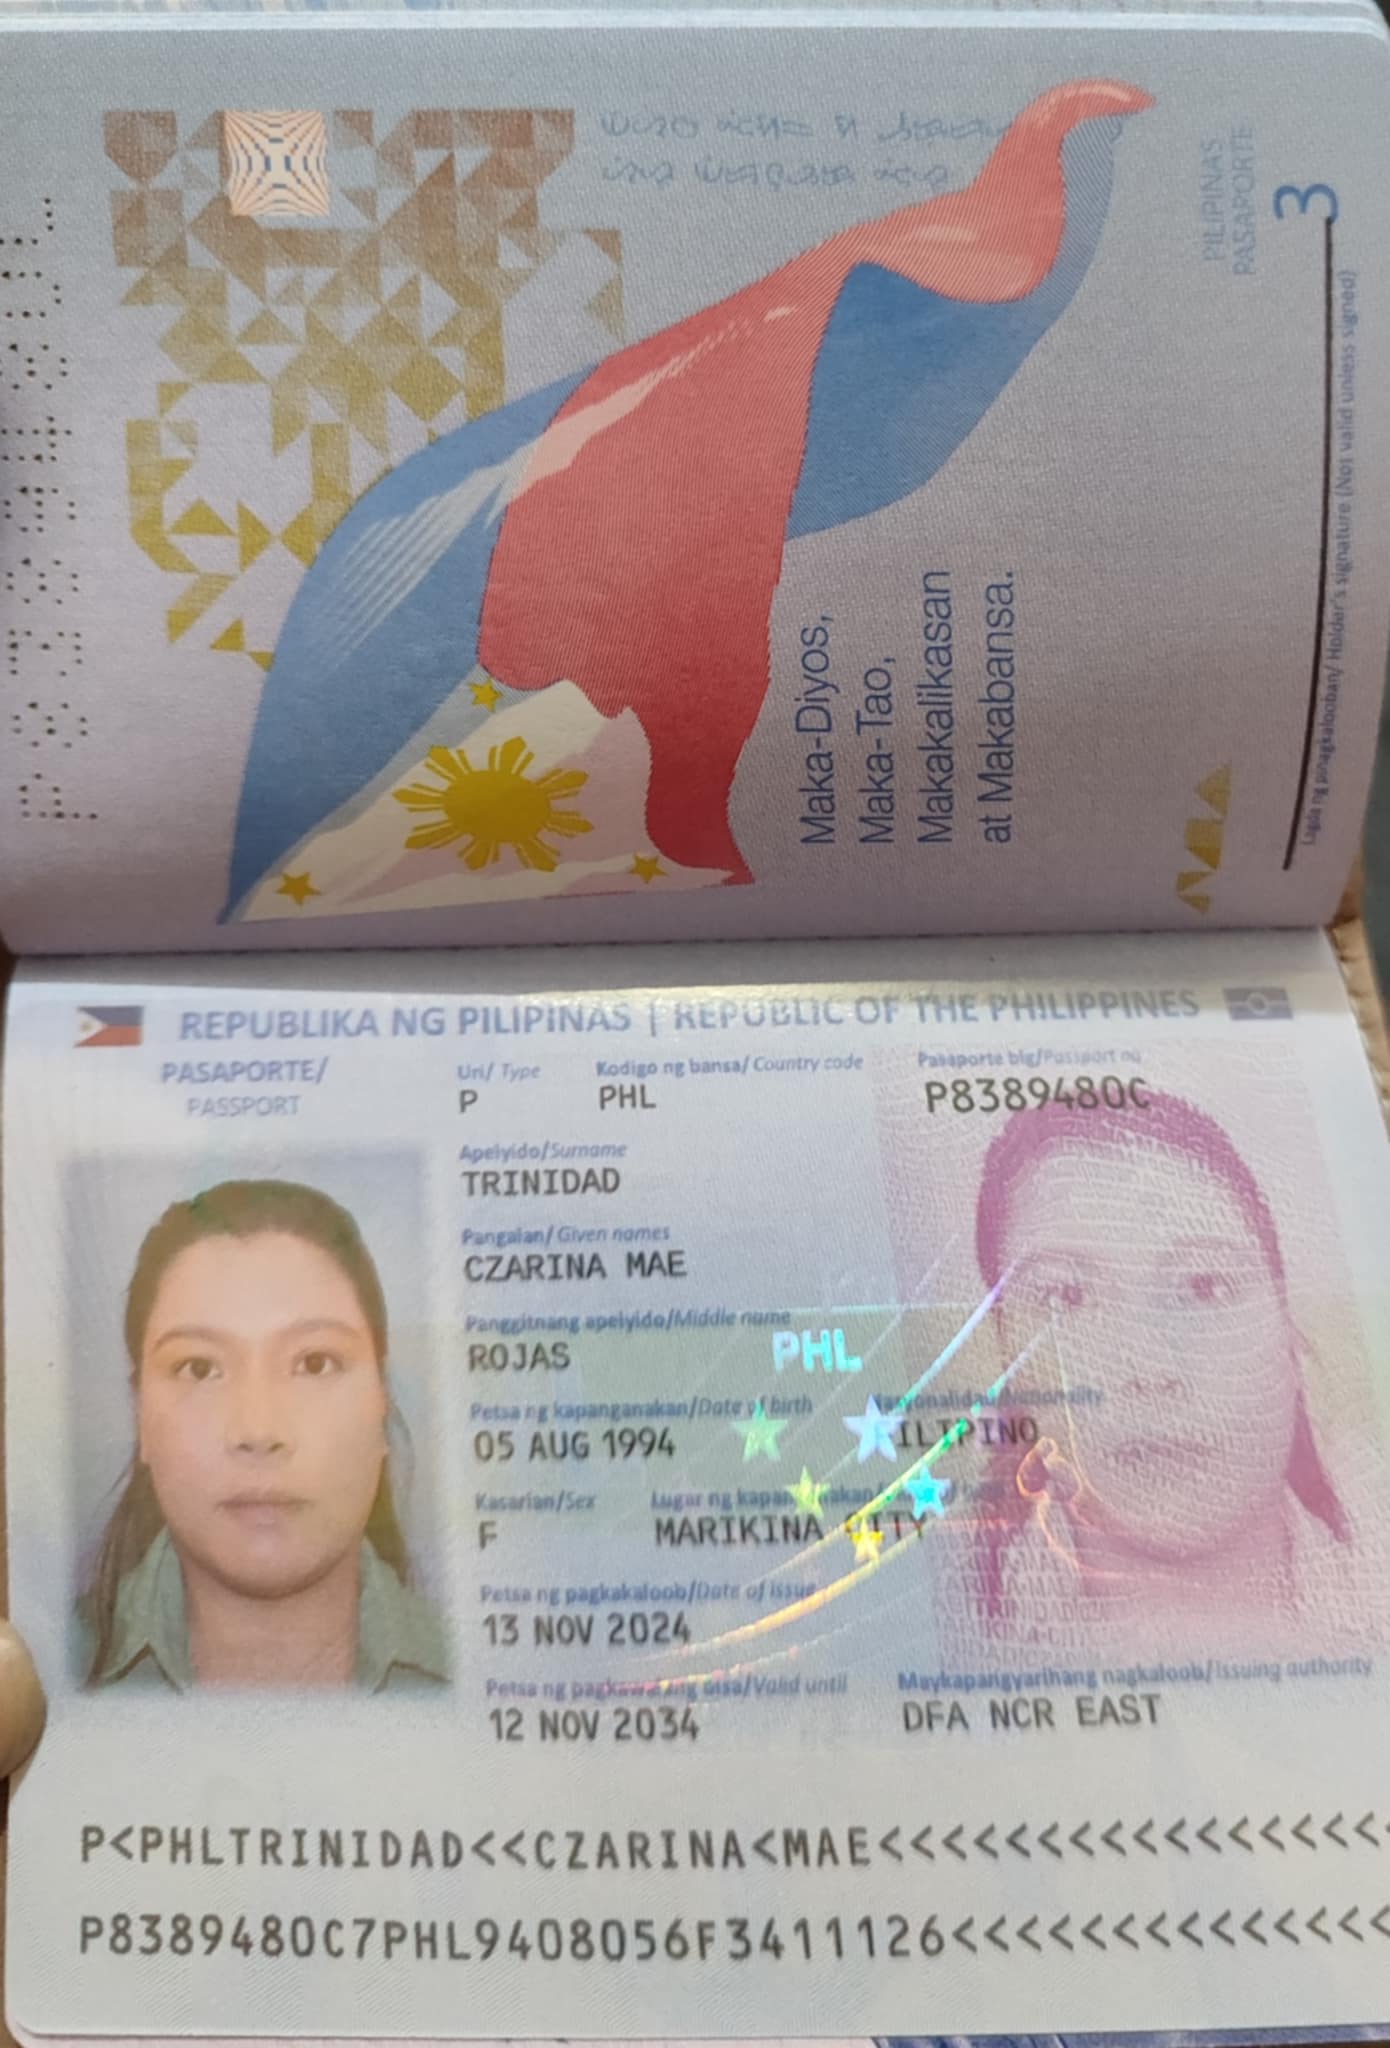 PILIPINAS
PASAPORTE
3
Maka-Diyos,
Maka-Tao,
Makakalikasan
at Makabansa.
Lagda ng pinagkalooban/ Holder's signature (Not valid unless signed)
REPUBLIKA NG PILIPINAS | REPUBLIC OF THE PHILIPPINES
PASAPORTE/
PASSPORT
Uri/ Type
Kodigo ng bansa/ Country code
Pasaporte blg/Passport no
P
PHL
P8389480C
Apelyido/Surname
TRINIDAD
Pangalan/ Given names
CZARINA MAE
Panggitnang apelyido/Middle name
ROJAS
PHL
Petsa ng kapanganakan/Date of birth
Nasyonalidad/Nationality
05 AUG 1994
FILIPINO
Kasarian/Sex
Lugar ng kapanganakan/Place of birth
F
MARIKINA CITY
Petsa ng pagkakaloob/Date of issue
13 NOV 2024
Petsa ng pagkawalang bisa/Valid until
Maykapangyarihang nagkaloob/Issuing authority
12 NOV 2034
DFA NCR EAST
P<PHLTRINIDAD<<CZARINA<MAE<<<<<<<<<<<<<<<<<
P8389480C7PHL9408056F3411126<<<<<<<<<<<<<<